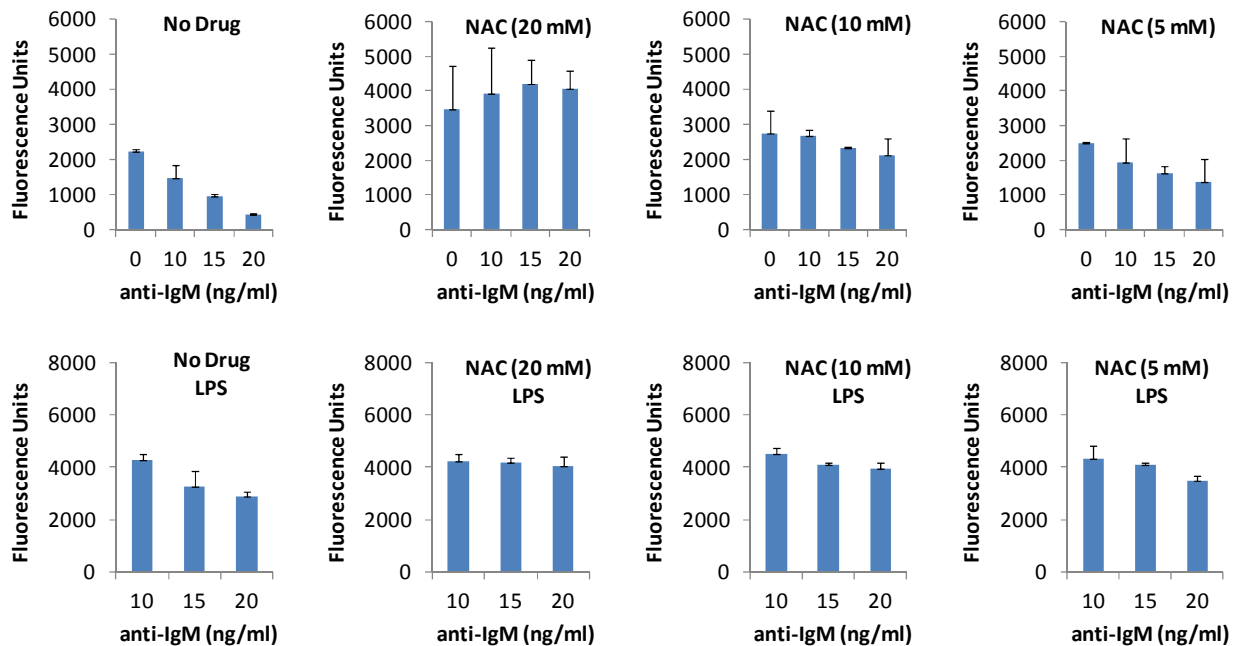 No Drug
Fluorescence Units
6000
5000
4000
3000
2000
1000
0
0 10 15 20
anti-IgM (ng/ml)
NAC (20 mM)
Fluorescence Units
6000
5000
4000
3000
2000
1000
0
0 10 15 20
anti-IgM (ng/ml)
NAC (10 mM)
Fluorescence Units
6000
5000
4000
3000
2000
1000
0
0 10 15 20
anti-IgM (ng/ml)
NAC (5 mM)
Fluorescence Units
6000
5000
4000
3000
2000
1000
0
0 10 15 20
anti-IgM (ng/ml)
No Drug
LPS
Fluorescence Units
8000
6000
4000
2000
0
10 15 20
anti-IgM (ng/ml)
NAC (20 mM)
LPS
Fluorescence Units
8000
6000
4000
2000
0
10 15 20
anti-IgM (ng/ml)
NAC (10 mM)
LPS
Fluorescence Units
8000
6000
4000
2000
0
10 15 20
anti-IgM (ng/ml)
NAC (5 mM)
LPS
Fluorescence Units
8000
6000
4000
2000
0
10 15 20
anti-IgM (ng/ml)